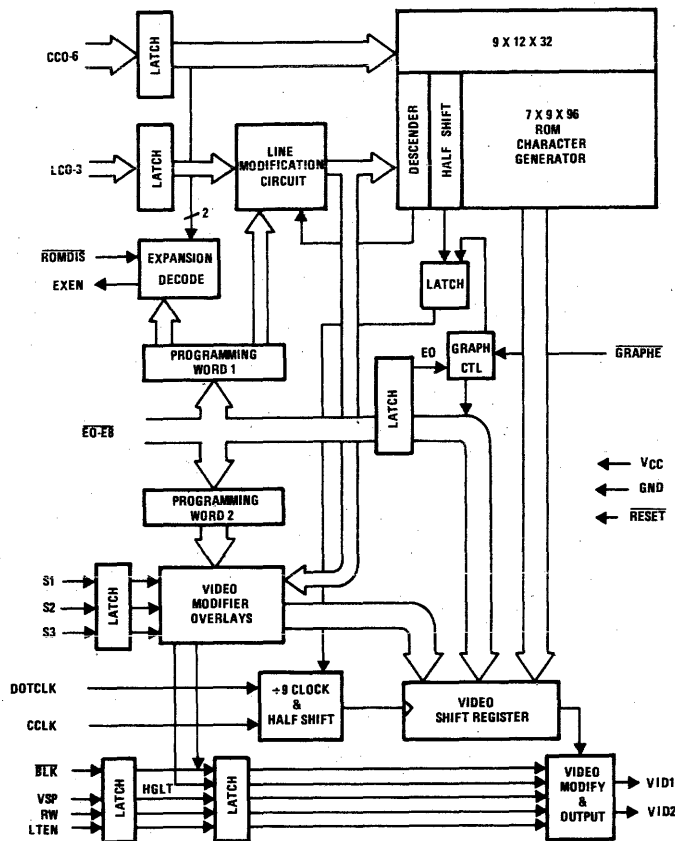 CC0-6
LATCH
9 X 12 X 32
LC0-3
LATCH
LINE
MODIFICATION
CIRCUIT
DESCENDER
HALF SHIFT
7 X 9 X 96
ROM
CHARACTER
GENERATOR
2
ROMDIS
EXEN
EXPANSION
DECODE
LATCH
PROGRAMMING
WORD 1
E0
GRAPH
CTL
GRAPHE
E0-E8
LATCH
VCC
GND
RESET
PROGRAMMING
WORD 2
S1
S2
S3
LATCH
VIDEO
MODIFIER
OVERLAYS
DOTCLK
CCLK
÷9 CLOCK
&
HALF SHIFT
VIDEO
SHIFT REGISTER
BLK
VSP
RW
LTEN
LATCH
HGLT
LATCH
VIDEO
MODIFY
&
OUTPUT
VID1
VID2